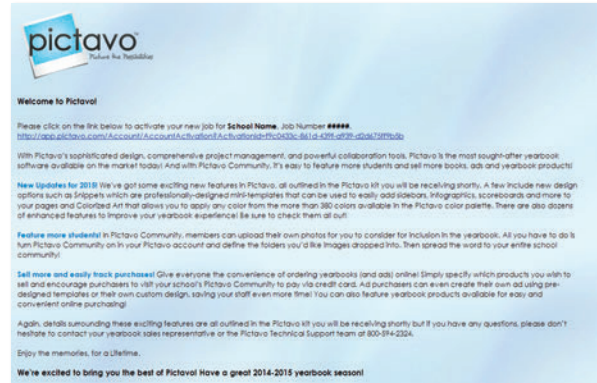 pictavo
Picture the Possibilities
Welcome to Pictavo!
Please click on the link below to activate your new job for School Name, Job Number #####.
With Pictavo's sophisticated design, comprehensive project management, and powerful collaboration tools, Pictavo is the most sought-after yearbook
software available on the market today! And with Pictavo Community, it's easy to feature more students and sell more books, ads and yearbook products!
New Updates for 2015! We've got some exciting new features in Pictavo, all outlined in the Pictavo kit you will be receiving shortly. A few include new design
options such as Snippets which are professionally-designed mini-templates that can be used to easily add sidebars, infographics, scoreboards and more to
your pages and Colorized Art that allows you to apply any color from the more than 380 colors available in the Pictavo color palette. There are also dozens
of enhanced features to improve your yearbook experience! Be sure to check them all out!
Feature more students! In Pictavo Community, members can upload their own photos for you to consider for inclusion in the yearbook. All you have to do is
turn Pictavo Community on in your Pictavo account and define the folders you'd like images dropped into. Then spread the word to your entire school
community!
Sell more and easily track purchases! Give everyone the convenience of ordering yearbooks (and ads) online! Simply specify which products you wish to
sell and encourage purchasers to visit your school's Pictavo Community to pay via credit card. Ad purchasers can even create their own ad using pre-
designed templates or their own custom design, saving your staff even more time! You can also feature yearbook products available for easy and
convenient online purchasing!
Again, details surrounding these exciting features are all outlined in the Pictavo kit you will be receiving shortly but if you have any questions, please don't
hesitate to contact your yearbook sales representative or the Pictavo Technical Support team at 800-594-2324.
Enjoy the memories, for a Lifetime.
We're excited to bring you the best of Pictavo! Have a great 2014-2015 yearbook season!